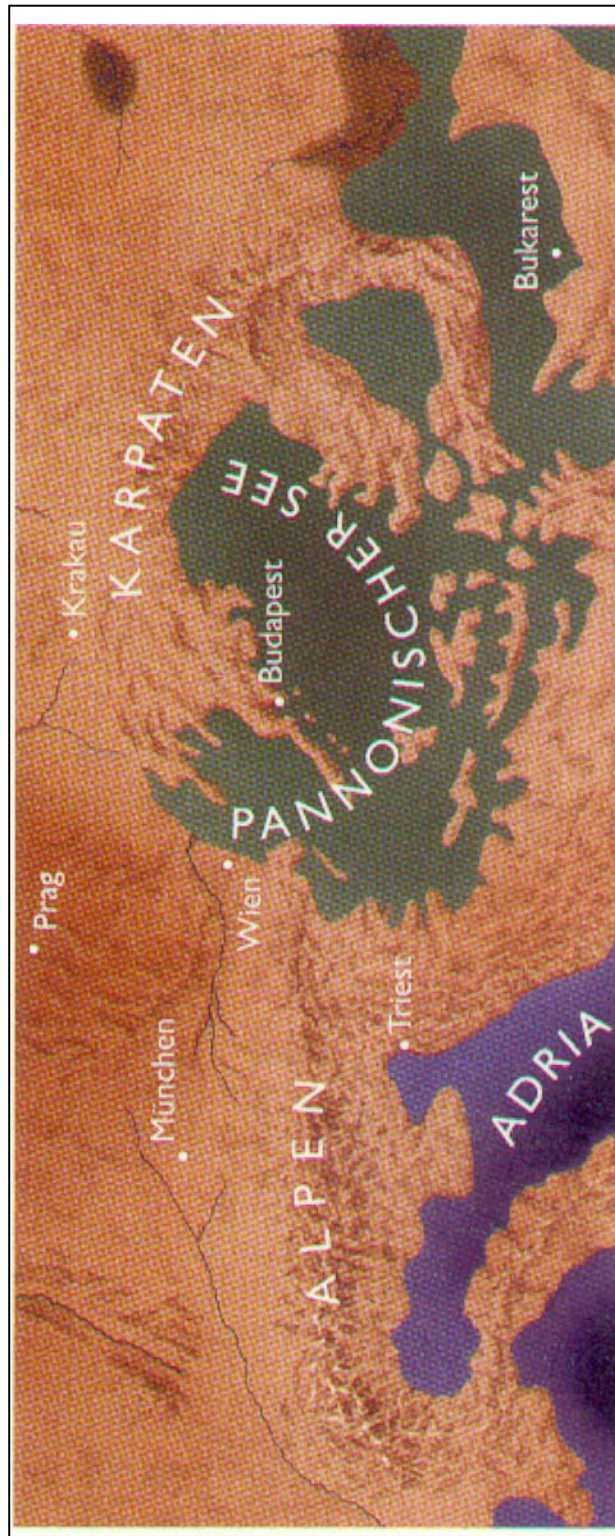 Prag
Krakau
München
Wien
KARPATEN
Budapest
ALPEN
PANNONISCHER SEE
Triest
Bukarest
ADRIA